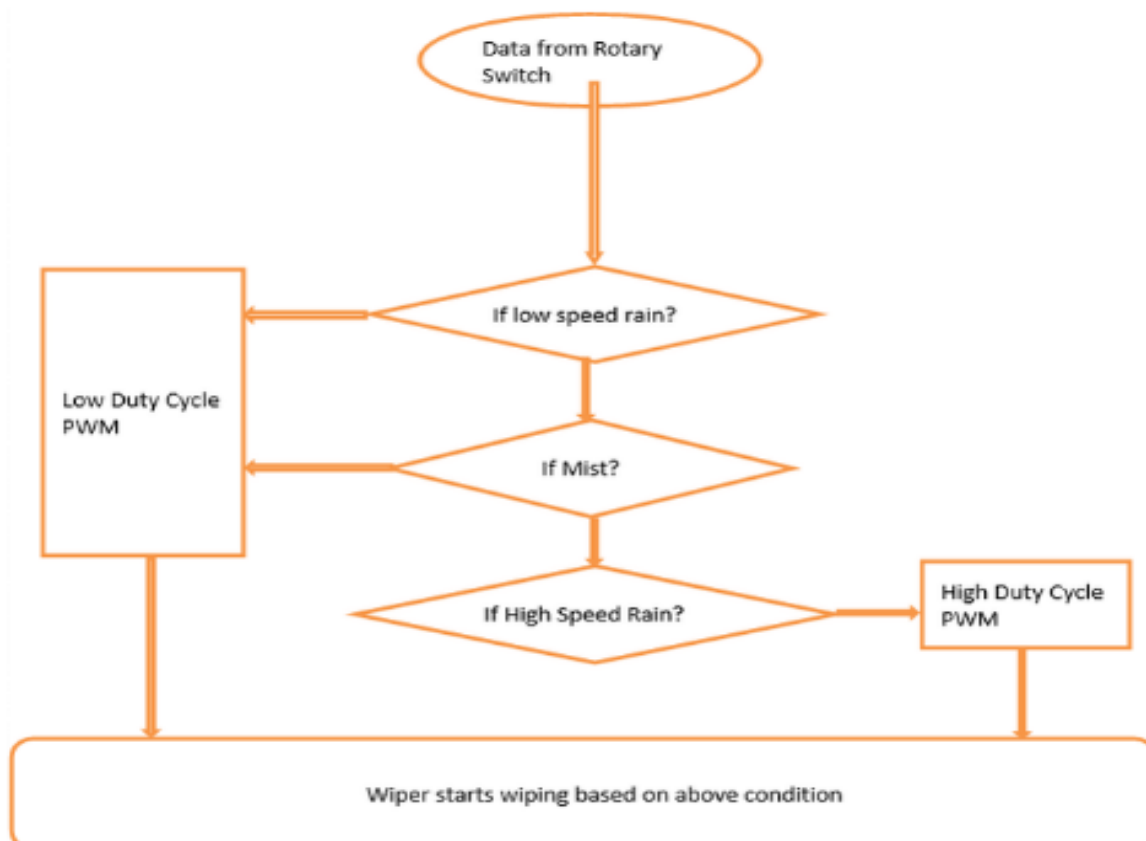 Data from Rotary
Switch
If low speed rain?
Low Duty Cycle
PWM
If Mist?
If High Speed Rain?
High Duty Cycle
PWM
Wiper starts wiping based on above condition